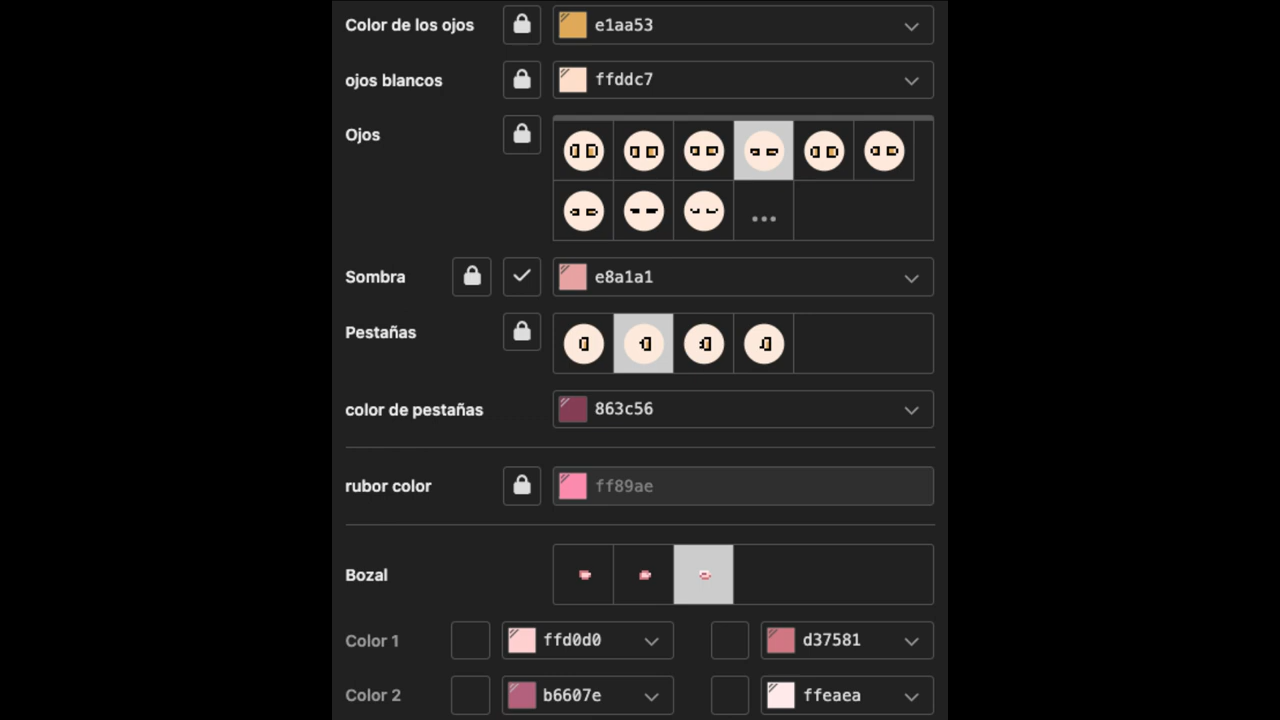 Color de los ojos e1aa53
ojos blancos ffddc7
Ojos
...
Sombra e8a1a1
Pestañas
color de pestañas 863c56
rubor color ff89ae
Bozal
Color 1 ffd0d0 d37581
Color 2 b6607e ffeaea